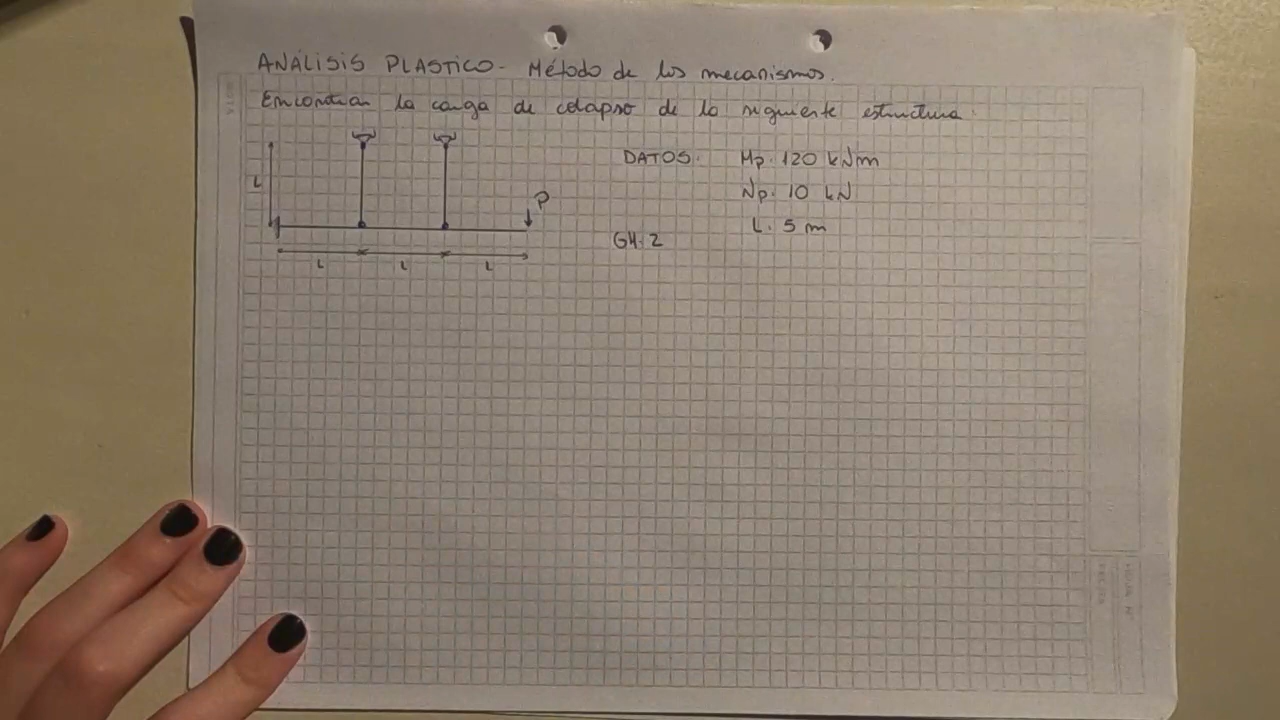 ANÁLISIS PLASTICO - Método de los mecanismos.
Encontrar la carga de colapso de la siguiente estructura:
DATOS: Mp: 120 kNm
Np: 10 kN
L: 5 m
GH: 2
L
P
L L L